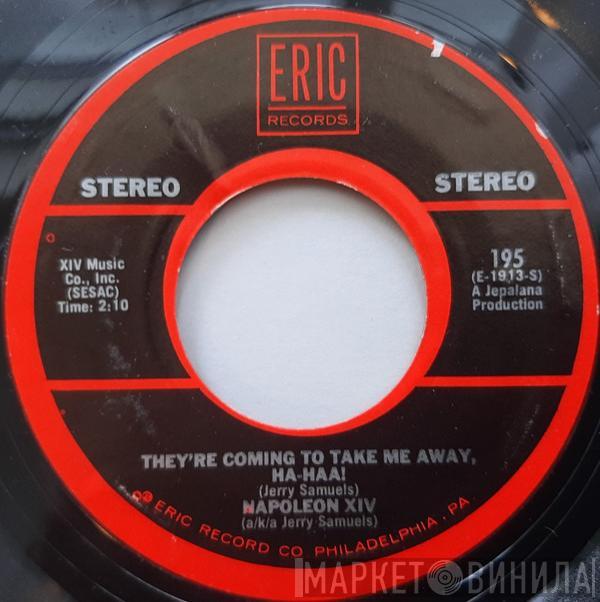 ERIC
RECORDS
STEREO
STEREO
XIV Music
Co., Inc.
(SESAC)
Time: 2:10
195
(E-1913-S)
A Jepalana
Production
THEY'RE COMING TO TAKE ME AWAY,
HA-HAA!
(Jerry Samuels)
NAPOLEON XIV
(a/k/a Jerry Samuels)
ERIC RECORD CO PHILADELPHIA. PA
МАРКЕТ ВИНИЛА